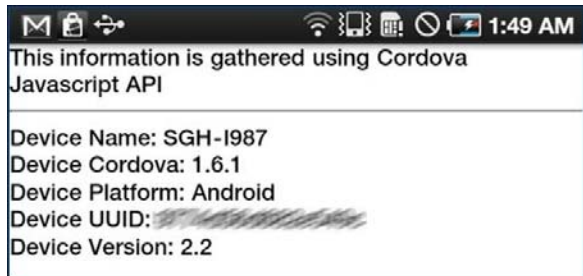 1:49 AM
This information is gathered using Cordova
Javascript API
Device Name: SGH-I987
Device Cordova: 1.6.1
Device Platform: Android
Device UUID:
Device Version: 2.2